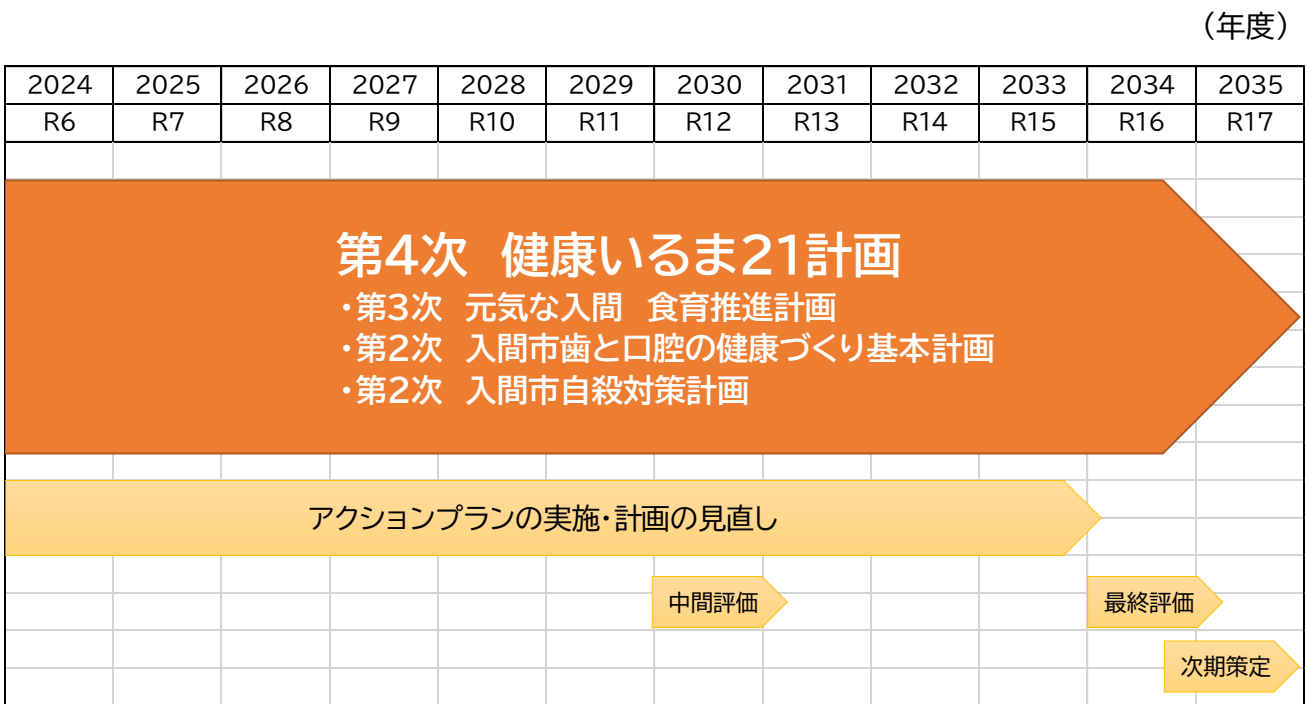 （年度）
2024 2025 2026 2027 2028 2029 2030 2031 2032 2033 2034 2035
R6 R7 R8 R9 R10 R11 R12 R13 R14 R15 R16 R17
第4次　健康いるま21計画
・第3次　元気な入間　食育推進計画
・第2次　入間市歯と口腔の健康づくり基本計画
・第2次　入間市自殺対策計画
アクションプランの実施・計画の見直し
中間評価 最終評価
次期策定